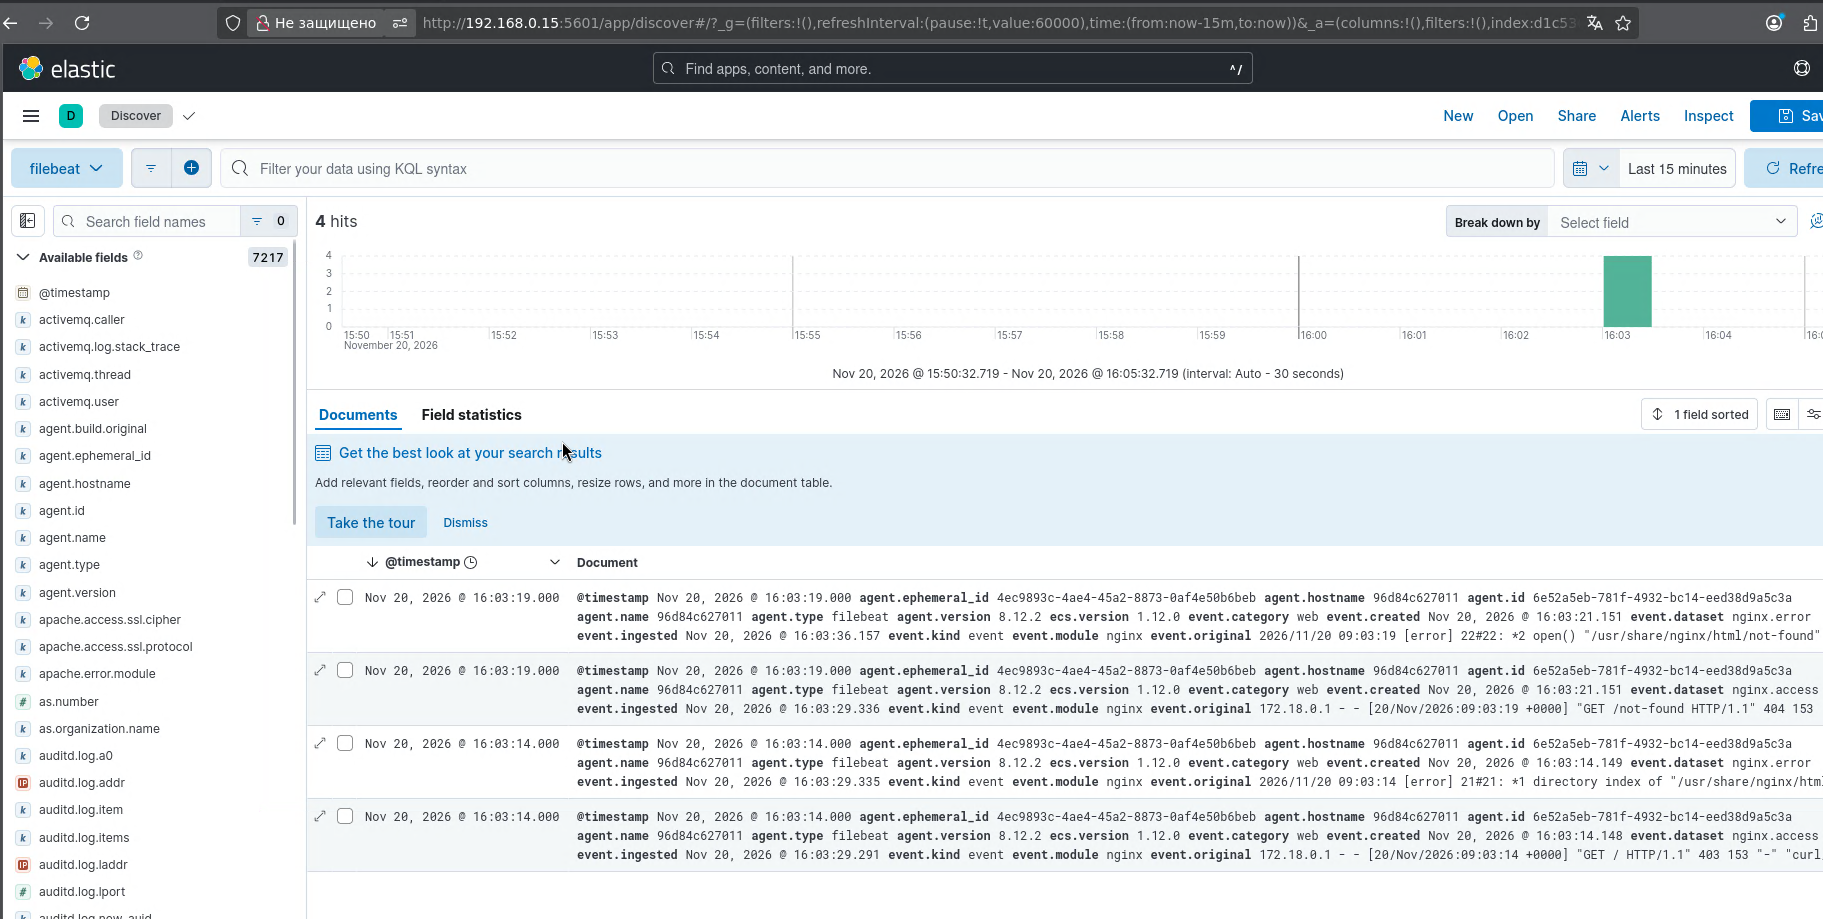 Не защищено
http://192.168.0.15:5601/app/discover#/?_g=(filters:!(),refreshInterval:(pause:!t,value:60000),time:(from:now-15m,to:now))&_a=(columns:!(),filters:!(),index:d1c53
elastic
Find apps, content, and more.
^/
D
Discover
New
Open
Share
Alerts
Inspect
Sav
filebeat
Filter your data using KQL syntax
Last 15 minutes
Refre
Search field names
0
4 hits
Break down by
Select field
Available fields
7217
@timestamp
activemq.caller
activemq.log.stack_trace
activemq.thread
activemq.user
agent.build.original
agent.ephemeral_id
agent.hostname
agent.id
agent.name
agent.type
agent.version
apache.access.ssl.cipher
apache.access.ssl.protocol
apache.error.module
as.number
as.organization.name
auditd.log.a0
auditd.log.addr
auditd.log.item
auditd.log.items
auditd.log.laddr
auditd.log.lport
auditd.log.new_auid
4
3
2
1
0
15:50 15:51 15:52 15:53 15:54 15:55 15:56 15:57 15:58 15:59 16:00 16:01 16:02 16:03 16:04 16:0
November 20, 2026
Nov 20, 2026 @ 15:50:32.719 - Nov 20, 2026 @ 16:05:32.719 (interval: Auto - 30 seconds)
Documents
Field statistics
1 field sorted
Get the best look at your search results
Add relevant fields, reorder and sort columns, resize rows, and more in the document table.
Take the tour
Dismiss
@timestamp
Document
Nov 20, 2026 @ 16:03:19.000
@timestamp Nov 20, 2026 @ 16:03:19.000 agent.ephemeral_id 4ec9893c-4ae4-45a2-8873-0af4e50b6beb agent.hostname 96d84c627011 agent.id 6e52a5eb-781f-4932-bc14-eed38d9a5c3a
agent.name 96d84c627011 agent.type filebeat agent.version 8.12.2 ecs.version 1.12.0 event.category web event.created Nov 20, 2026 @ 16:03:21.151 event.dataset nginx.error
event.ingested Nov 20, 2026 @ 16:03:36.157 event.kind event event.module nginx event.original 2026/11/20 09:03:19 [error] 22#22: *2 open() "/usr/share/nginx/html/not-found"
Nov 20, 2026 @ 16:03:19.000
@timestamp Nov 20, 2026 @ 16:03:19.000 agent.ephemeral_id 4ec9893c-4ae4-45a2-8873-0af4e50b6beb agent.hostname 96d84c627011 agent.id 6e52a5eb-781f-4932-bc14-eed38d9a5c3a
agent.name 96d84c627011 agent.type filebeat agent.version 8.12.2 ecs.version 1.12.0 event.category web event.created Nov 20, 2026 @ 16:03:21.151 event.dataset nginx.access
event.ingested Nov 20, 2026 @ 16:03:29.336 event.kind event event.module nginx event.original 172.18.0.1 - - [20/Nov/2026:09:03:19 +0000] "GET /not-found HTTP/1.1" 404 153
Nov 20, 2026 @ 16:03:14.000
@timestamp Nov 20, 2026 @ 16:03:14.000 agent.ephemeral_id 4ec9893c-4ae4-45a2-8873-0af4e50b6beb agent.hostname 96d84c627011 agent.id 6e52a5eb-781f-4932-bc14-eed38d9a5c3a
agent.name 96d84c627011 agent.type filebeat agent.version 8.12.2 ecs.version 1.12.0 event.category web event.created Nov 20, 2026 @ 16:03:14.149 event.dataset nginx.error
event.ingested Nov 20, 2026 @ 16:03:29.335 event.kind event event.module nginx event.original 2026/11/20 09:03:14 [error] 21#21: *1 directory index of "/usr/share/nginx/html
Nov 20, 2026 @ 16:03:14.000
@timestamp Nov 20, 2026 @ 16:03:14.000 agent.ephemeral_id 4ec9893c-4ae4-45a2-8873-0af4e50b6beb agent.hostname 96d84c627011 agent.id 6e52a5eb-781f-4932-bc14-eed38d9a5c3a
agent.name 96d84c627011 agent.type filebeat agent.version 8.12.2 ecs.version 1.12.0 event.category web event.created Nov 20, 2026 @ 16:03:14.148 event.dataset nginx.access
event.ingested Nov 20, 2026 @ 16:03:29.291 event.kind event event.module nginx event.original 172.18.0.1 - - [20/Nov/2026:09:03:14 +0000] "GET / HTTP/1.1" 403 153 "-" "curl